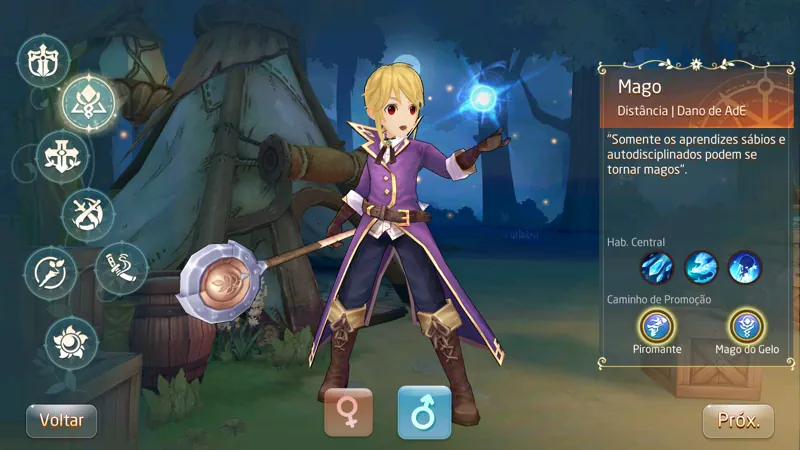 Mago
Distância | Dano de AdE
"Somente os aprendizes sábios e
autodisciplinados podem se
tornar magos".
Hab. Central
Caminho de Promoção
Piromante
Mago do Gelo
Voltar
Próx.